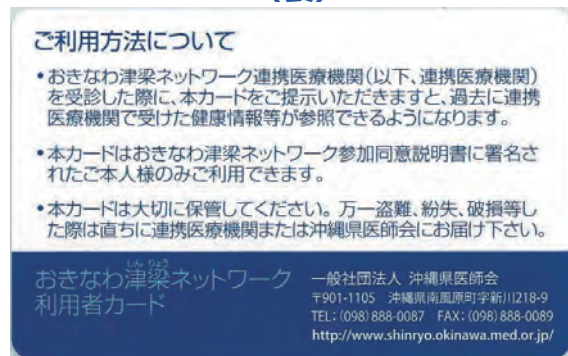 ご利用方法について
•おきなわ津梁ネットワーク連携医療機関(以下、連携医療機関)
を受診した際に、本カードをご提示いただきますと、過去に連携
医療機関で受けた健康情報等が参照できるようになります。
•本カードはおきなわ津梁ネットワーク参加同意説明書に署名さ
れたご本人様のみご利用できます。
•本カードは大切に保管してください。万一盗難、紛失、破損等し
た際は直ちに連携医療機関または沖縄県医師会にお届け下さい。
しんりょう
おきなわ津梁ネットワーク
利用者カード
一般社団法人 沖縄県医師会
〒901-1105 沖縄県南風原町字新川218-9
TEL:(098)888-0087 FAX:(098)888-0089
http://www.shinryo.okinawa.med.or.jp/